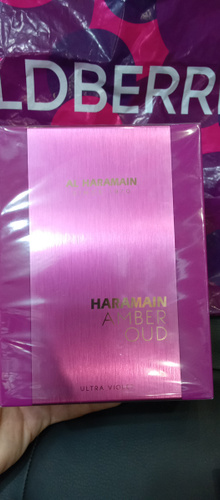 LDBERRI
AL HARAMAIN
HARAMAIN
AMBER
OUD
ULTRA VIOLET